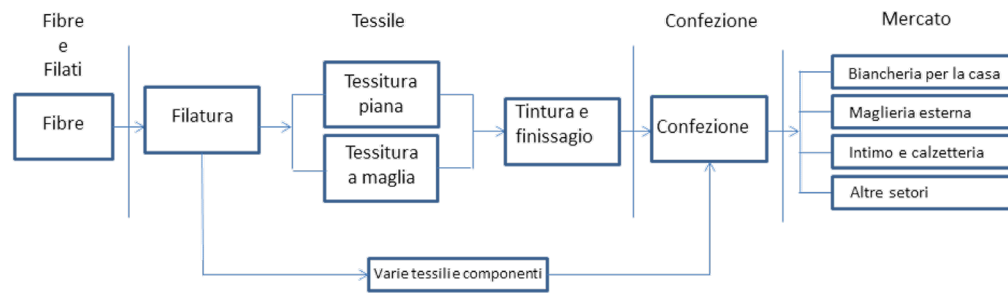 Fibre
e
Filati
Tessile
Confezione
Mercato
Fibre
Filatura
Tessitura
piana
Tessitura
a maglia
Tintura e
finissagio
Confezione
Biancheria per la casa
Maglieria esterna
Intimo e calzetteria
Altre setori
Varie tessili e componenti